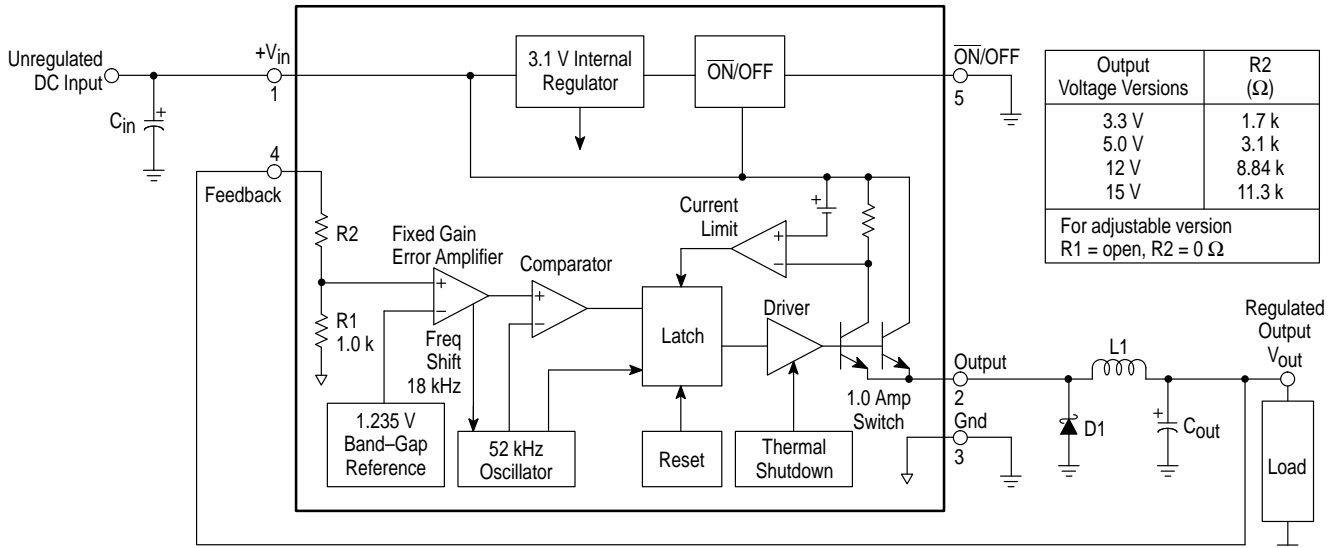 Unregulated
DC Input
Cin
+
+Vin
1
4
Feedback
3.1 V Internal
Regulator
ON/OFF
ON/OFF
5
Output
Voltage Versions
R2
(Ω)
3.3 V
1.7 k
5.0 V
3.1 k
12 V
8.84 k
15 V
11.3 k
For adjustable version
R1 = open, R2 = 0 Ω
R2
R1
1.0 k
Fixed Gain
Error Amplifier
+
–
Comparator
+
–
Current
Limit
+
–
+
Freq
Shift
18 kHz
Latch
Driver
1.0 Amp
Switch
1.235 V
Band–Gap
Reference
52 kHz
Oscillator
Reset
Thermal
Shutdown
Output
2
Gnd
3
L1
D1
+
Cout
Regulated
Output
Vout
Load